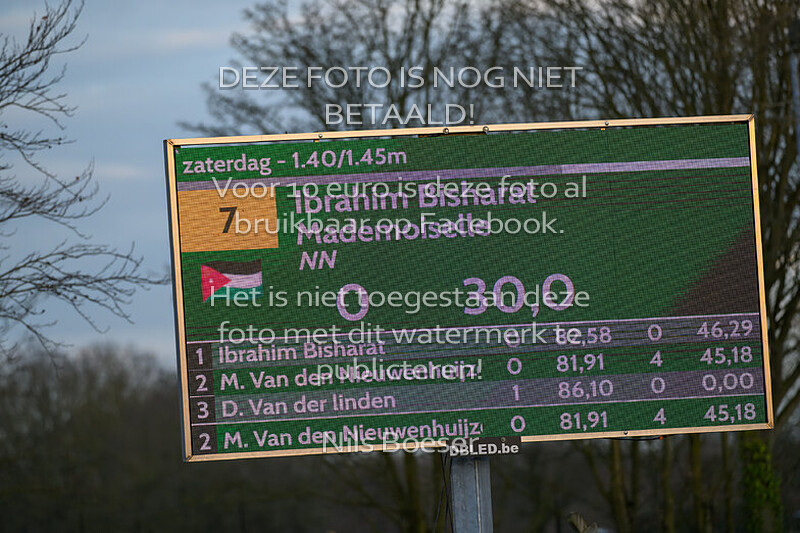 DEZE FOTO IS NOG NIET
BETAALD!
zaterdag - 1.40/1.45m
Voor 10 euro is deze foto al
bruikbaar op Facebook.
7
Ibrahim Bisharat
Mademoiselle
NN
0 30,0
Het is niet toegestaan deze
foto met dit watermerk te
publiceren!
1 Ibrahim Bisharat 0 46,29
2 M. Van den Nieuwenhuijz 0 81,91 4 45,18
3 D. Van der linden 1 86,10 0 0,00
2 M. Van den Nieuwenhuijz 0 81,91 4 45,18
Nils Boeser
DBLED.be